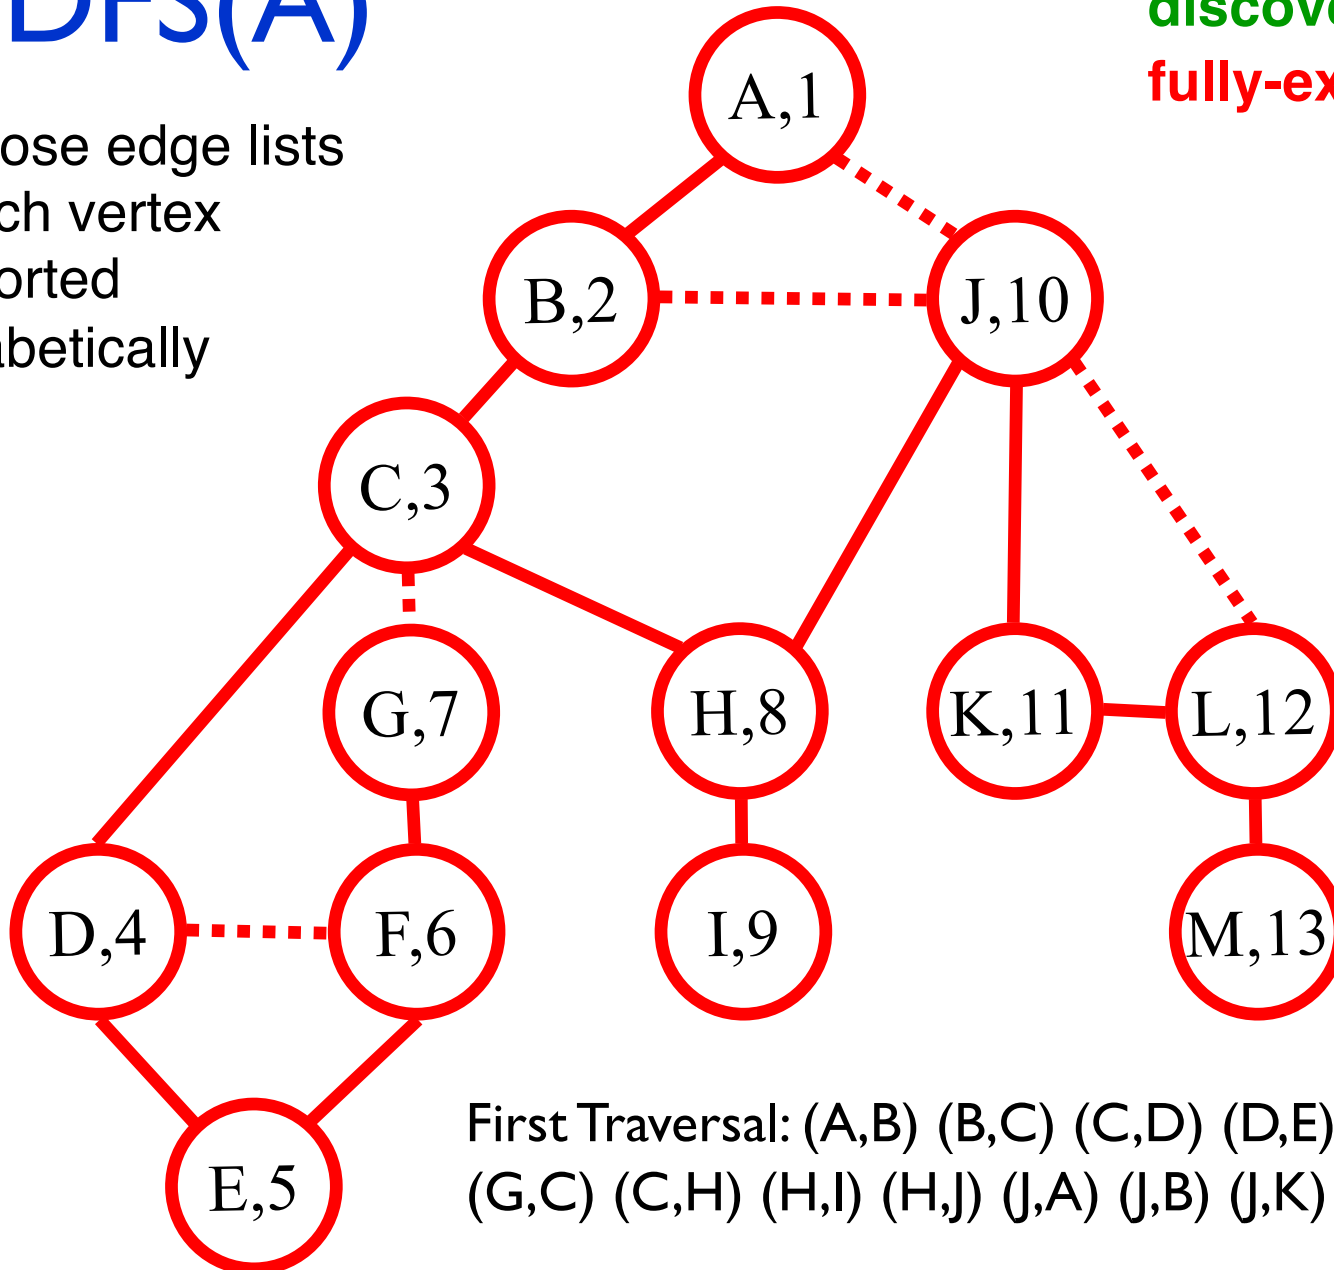 DFS(A)
discov
fully-ex
ose edge lists
ch vertex
orted
abetically
A,1
B,2
J,10
C,3
G,7
H,8
K,11
L,12
D,4
F,6
I,9
M,13
E,5
First Traversal: (A,B) (B,C) (C,D) (D,E)
(G,C) (C,H) (H,I) (H,J) (J,A) (J,B) (J,K)